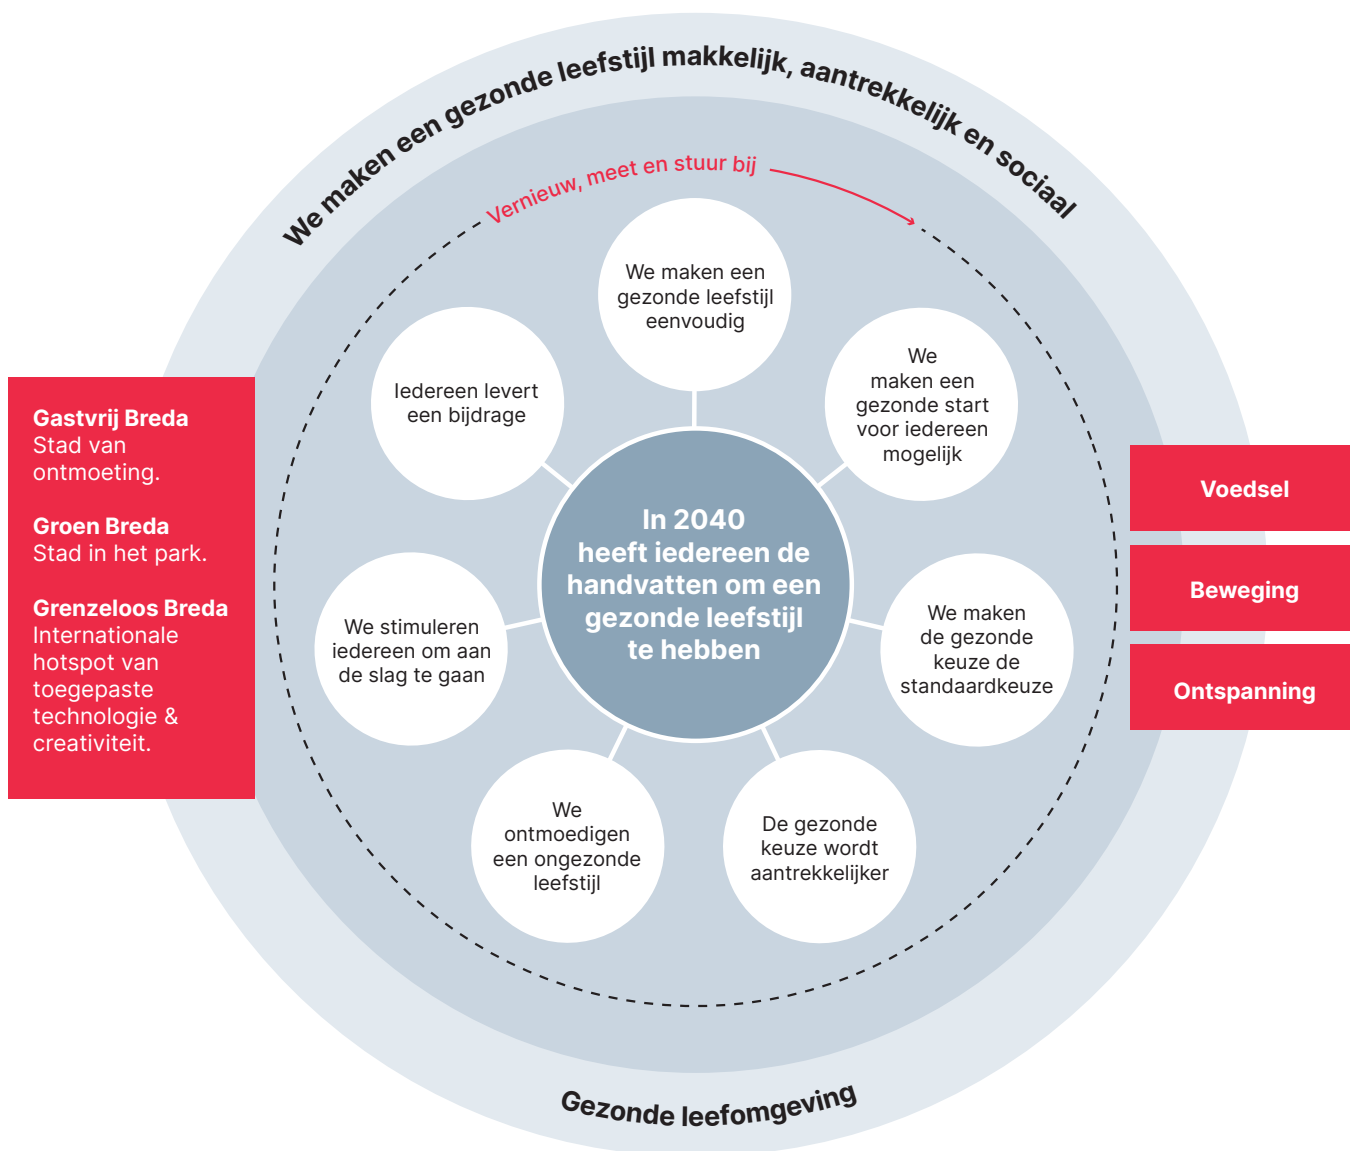 We maken een gezonde leefstijl makkelijk, aantrekkelijk en sociaal
Vernieuw, meet en stuur bij
We maken een
gezonde leefstijl
eenvoudig
We
maken een
gezonde start
voor iedereen
mogelijk
We maken
de gezonde
keuze de
standaardkeuze
De gezonde
keuze wordt
aantrekkelijker
We
ontmoedigen
een ongezonde
leefstijl
We stimuleren
iedereen om aan
de slag te gaan
Iedereen levert
een bijdrage
In 2040
heeft iedereen de
handvatten om een
gezonde leefstijl
te hebben
Gastvrij Breda
Stad van
ontmoeting.
Groen Breda
Stad in het park.
Grenzeloos Breda
Internationale
hotspot van
toegepaste
technologie &
creativiteit.
Voedsel
Beweging
Ontspanning
Gezonde leefomgeving